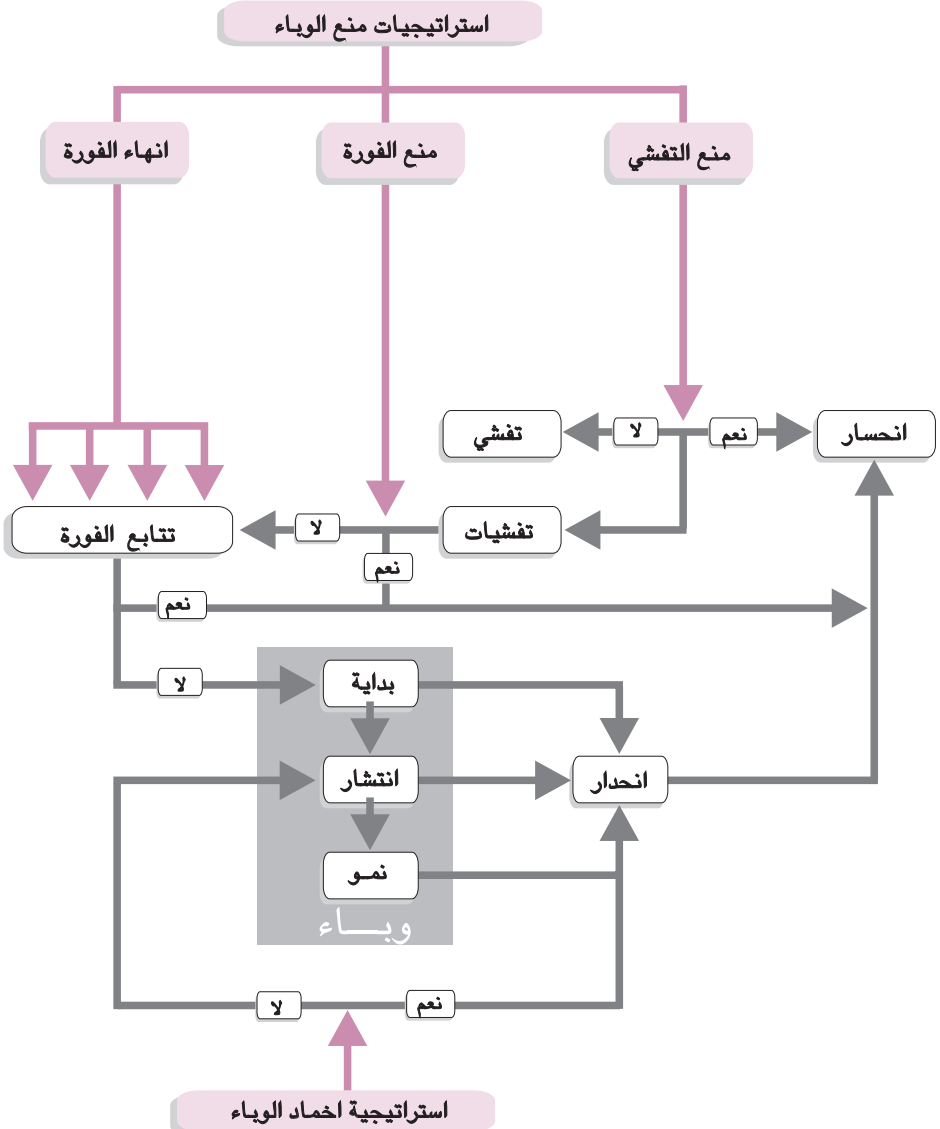 استراتيجيات منع الوباء
منع التفشي
منع الفورة
انهاء الفورة
انحسار
نعم
لا
تفشي
تفشيات
لا
تتابع الفورة
نعم
نعم
لا
بداية
انتشار
انحدار
نمـو
وبـــاء
نعم
لا
استراتيجية اخماد الوباء